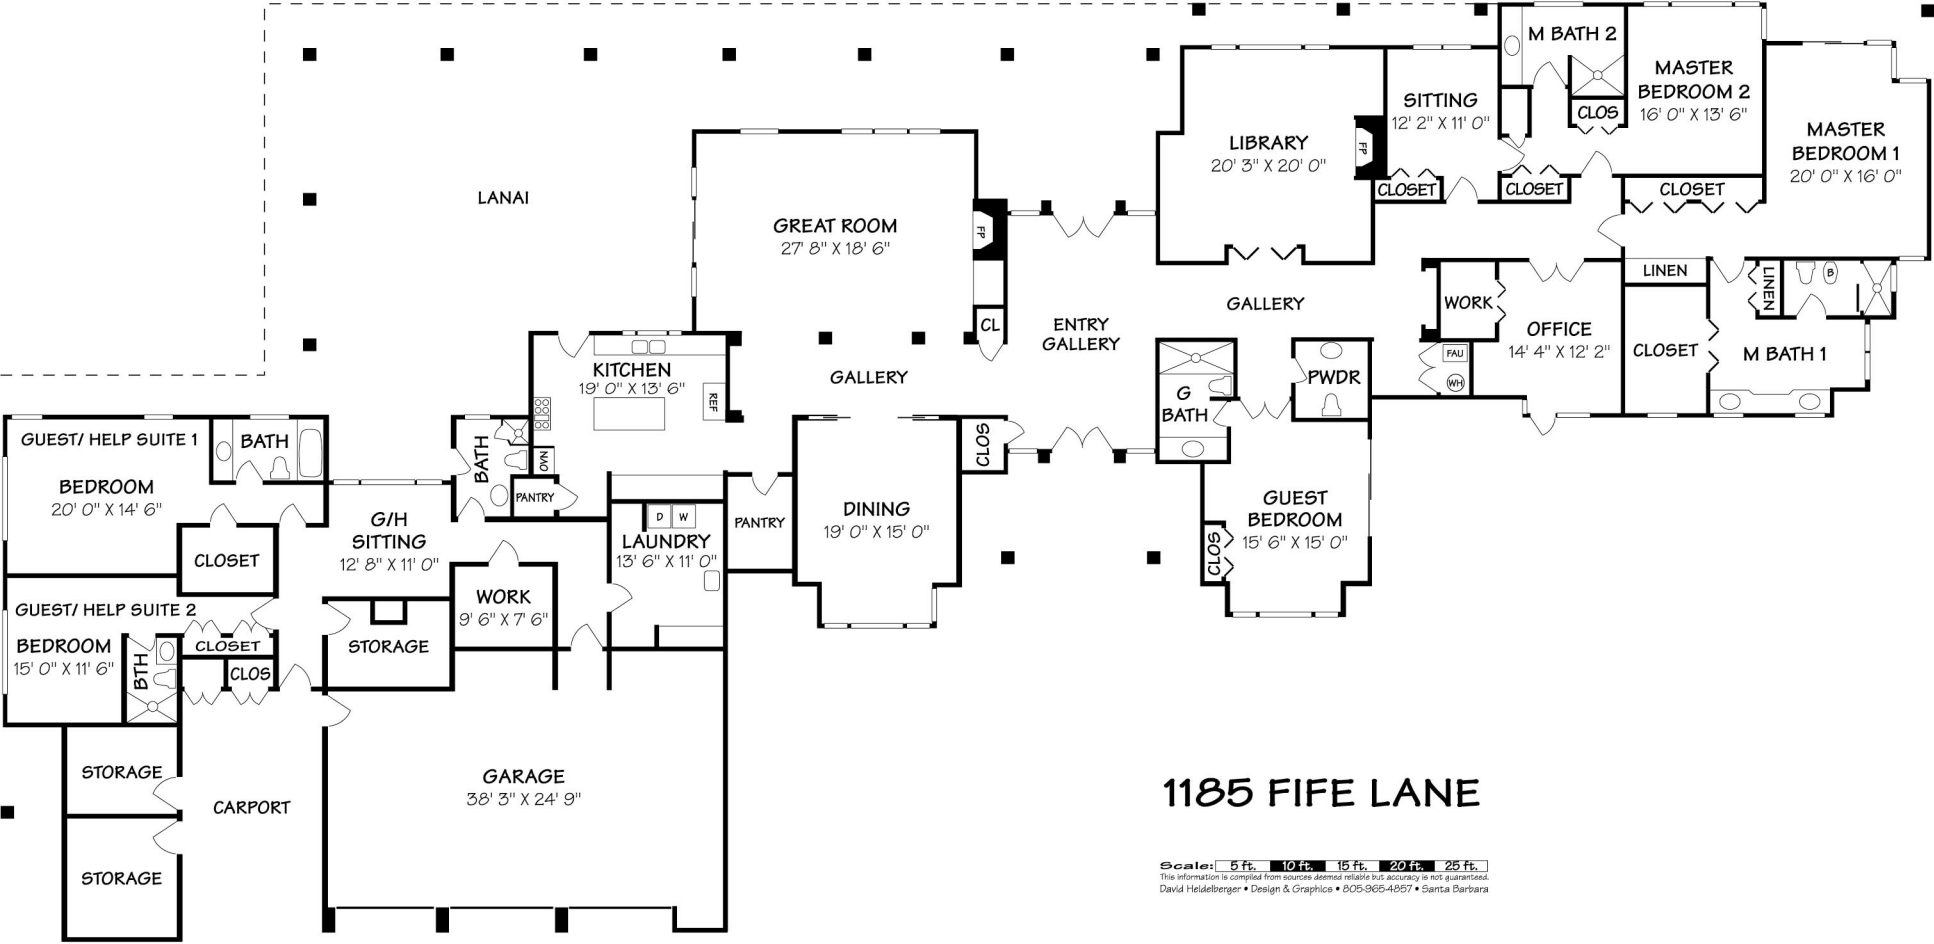 M BATH 2
MASTER
BEDROOM 2
16' 0" X 13' 6"
CLOS
SITTING
12' 2" X 11' 0"
LIBRARY
20' 3" X 20' 0"
FP
CLOSET
CLOSET
CLOSET
MASTER
BEDROOM 1
20' 0" X 16' 0"
LANAI
GREAT ROOM
27' 8" X 18' 6"
FP
CL
ENTRY
GALLERY
GALLERY
GALLERY
WORK
OFFICE
14' 4" X 12' 2"
FAU
WH
LINEN
LINEN
B
CLOSET
M BATH 1
KITCHEN
19' 0" X 13' 6"
REF
OVN
PANTRY
BATH
G
BATH
PWDR
CLOS
GUEST/ HELP SUITE 1
BATH
BEDROOM
20' 0" X 14' 6"
CLOSET
G/H
SITTING
12' 8" X 11' 0"
D
W
LAUNDRY
13' 6" X 11' 0"
PANTRY
DINING
19' 0" X 15' 0"
GUEST
BEDROOM
15' 6" X 15' 0"
CLOS
GUEST/ HELP SUITE 2
BEDROOM
15' 0" X 11' 6"
BTH
CLOSET
CLOS
STORAGE
WORK
9' 6" X 7' 6"
STORAGE
CARPORT
STORAGE
GARAGE
38' 3" X 24' 9"
1185 FIFE LANE
Scale: 5 ft. 10 ft. 15 ft. 20 ft. 25 ft.
This information is compiled from sources deemed reliable but accuracy is not guaranteed.
David Heidelberger • Design & Graphics • 805-965-4857 • Santa Barbara